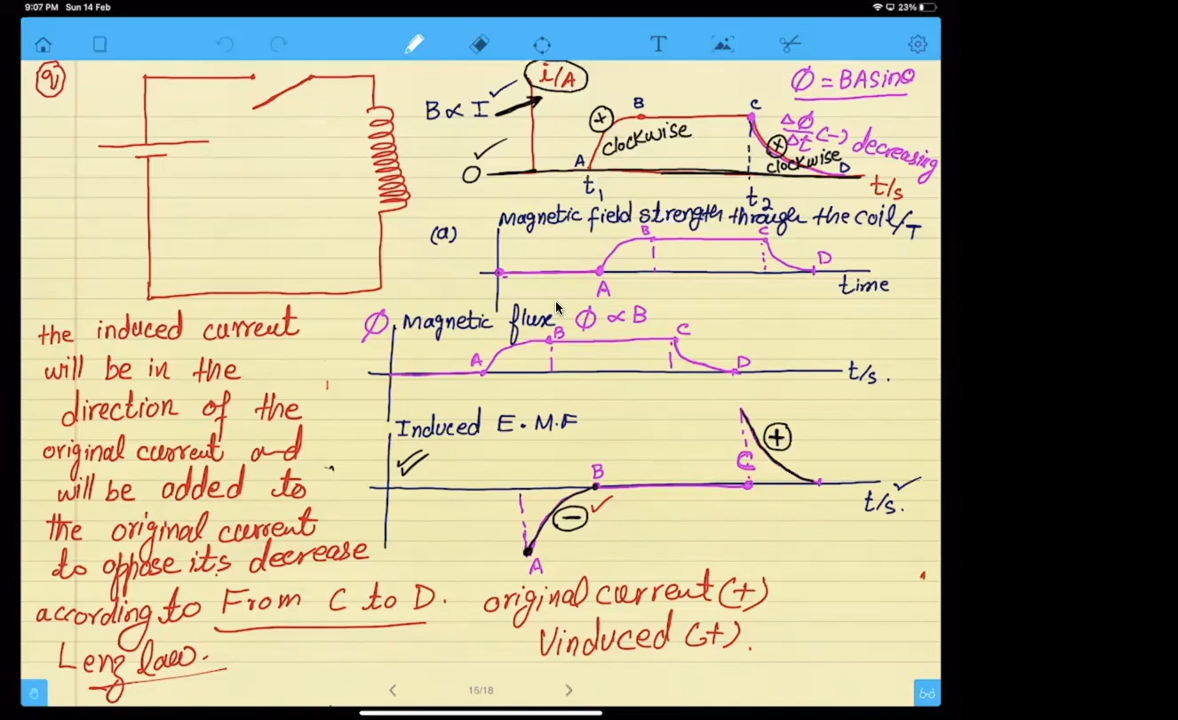 9:07 PM Sun 14 Feb
23%
T
9
i/A
B ∝ I
O
A
B
C
D
+
clockwise
+
clockwise
t₁
t₂
t/s
Φ = BAsinθ
ΔΦ/Δt (-) decreasing
(a)
Magnetic field strength through the coil/T
A
B
C
D
time
Φ Magnetic flux Φ ∝ B
A
B
C
D
t/s.
Induced E.M.F
A
B
C
-
+
t/s.
the induced current
will be in the
direction of the
original current and
will be added to
the original current
to oppose its decrease
according to From C to D.
Lenz law.
original current (+)
Vinduced (+).
15/18